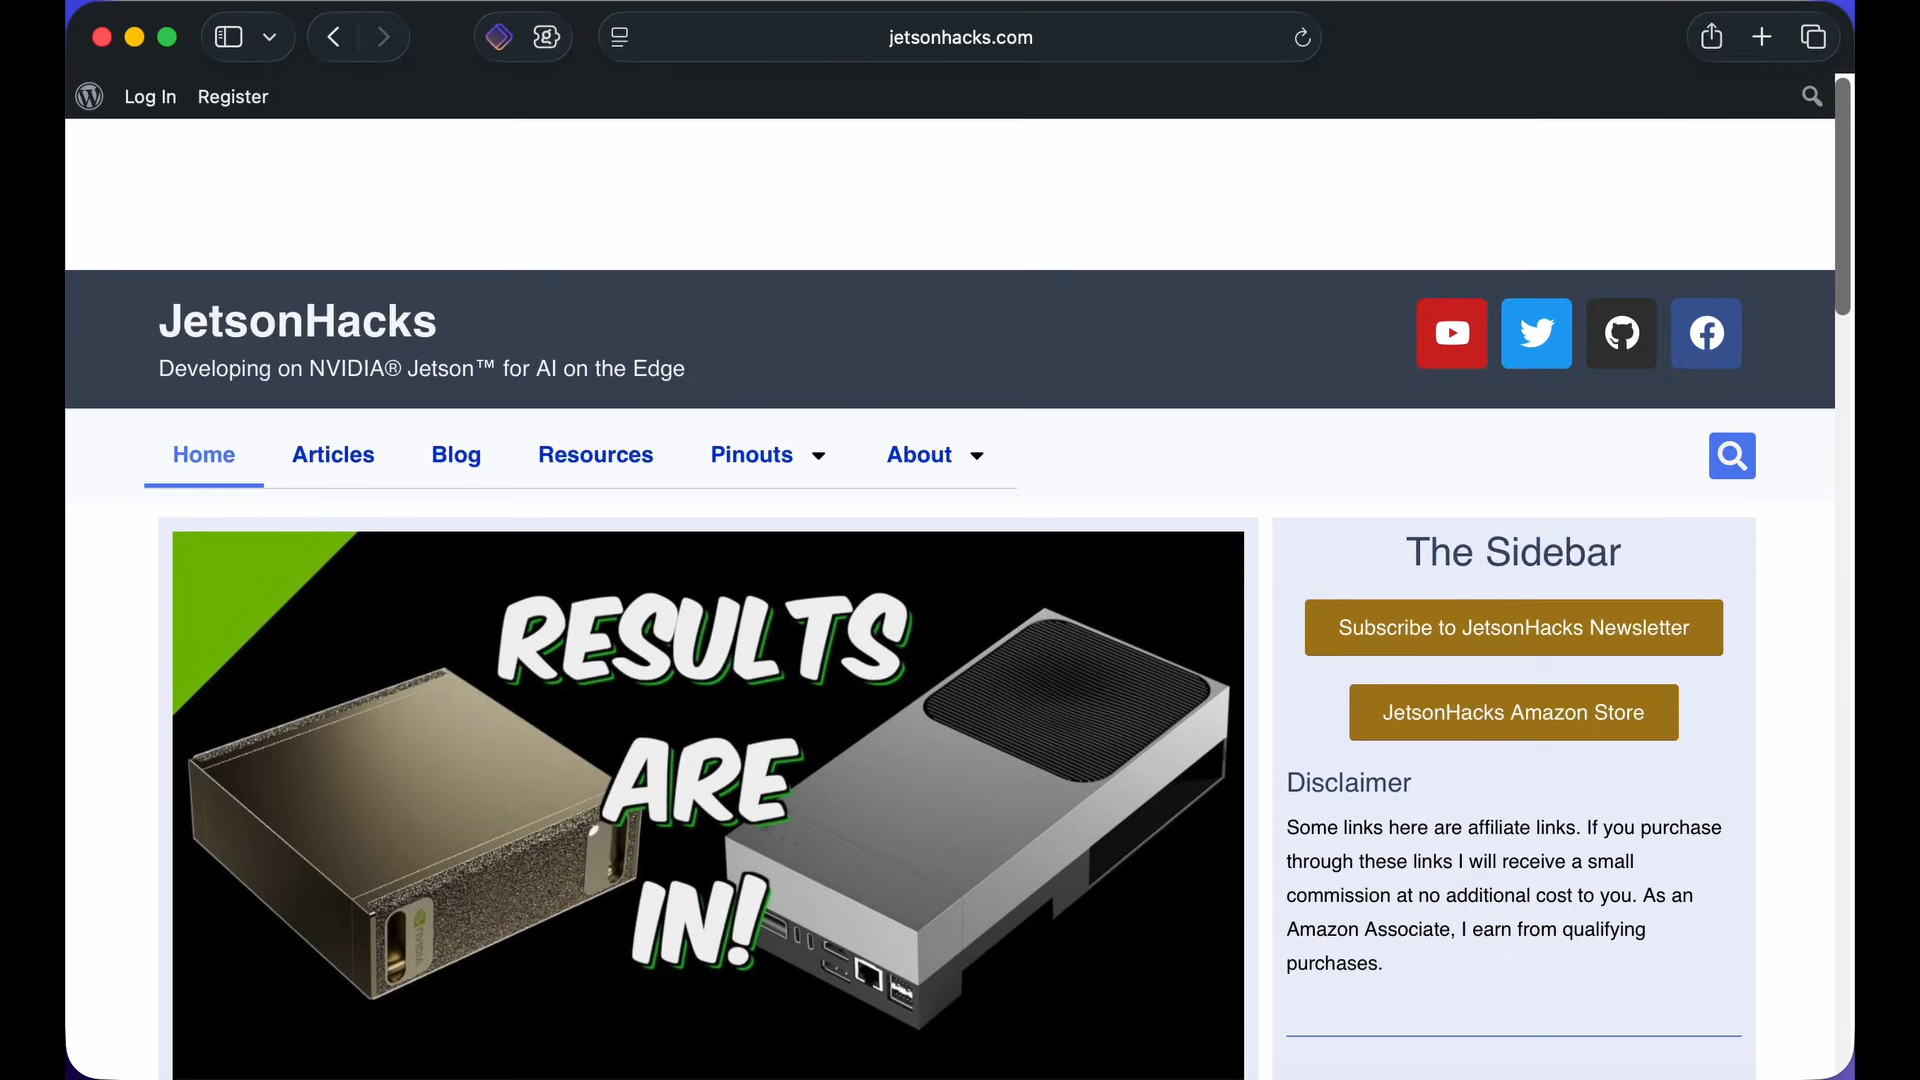 jetsonhacks.com
Log In Register
JetsonHacks
Developing on NVIDIA® Jetson™ for AI on the Edge
Home Articles Blog Resources Pinouts About
RESULTS
ARE
IN!
NVIDIA
The Sidebar
Subscribe to JetsonHacks Newsletter
JetsonHacks Amazon Store
Disclaimer
Some links here are affiliate links. If you purchase
through these links I will receive a small
commission at no additional cost to you. As an
Amazon Associate, I earn from qualifying
purchases.